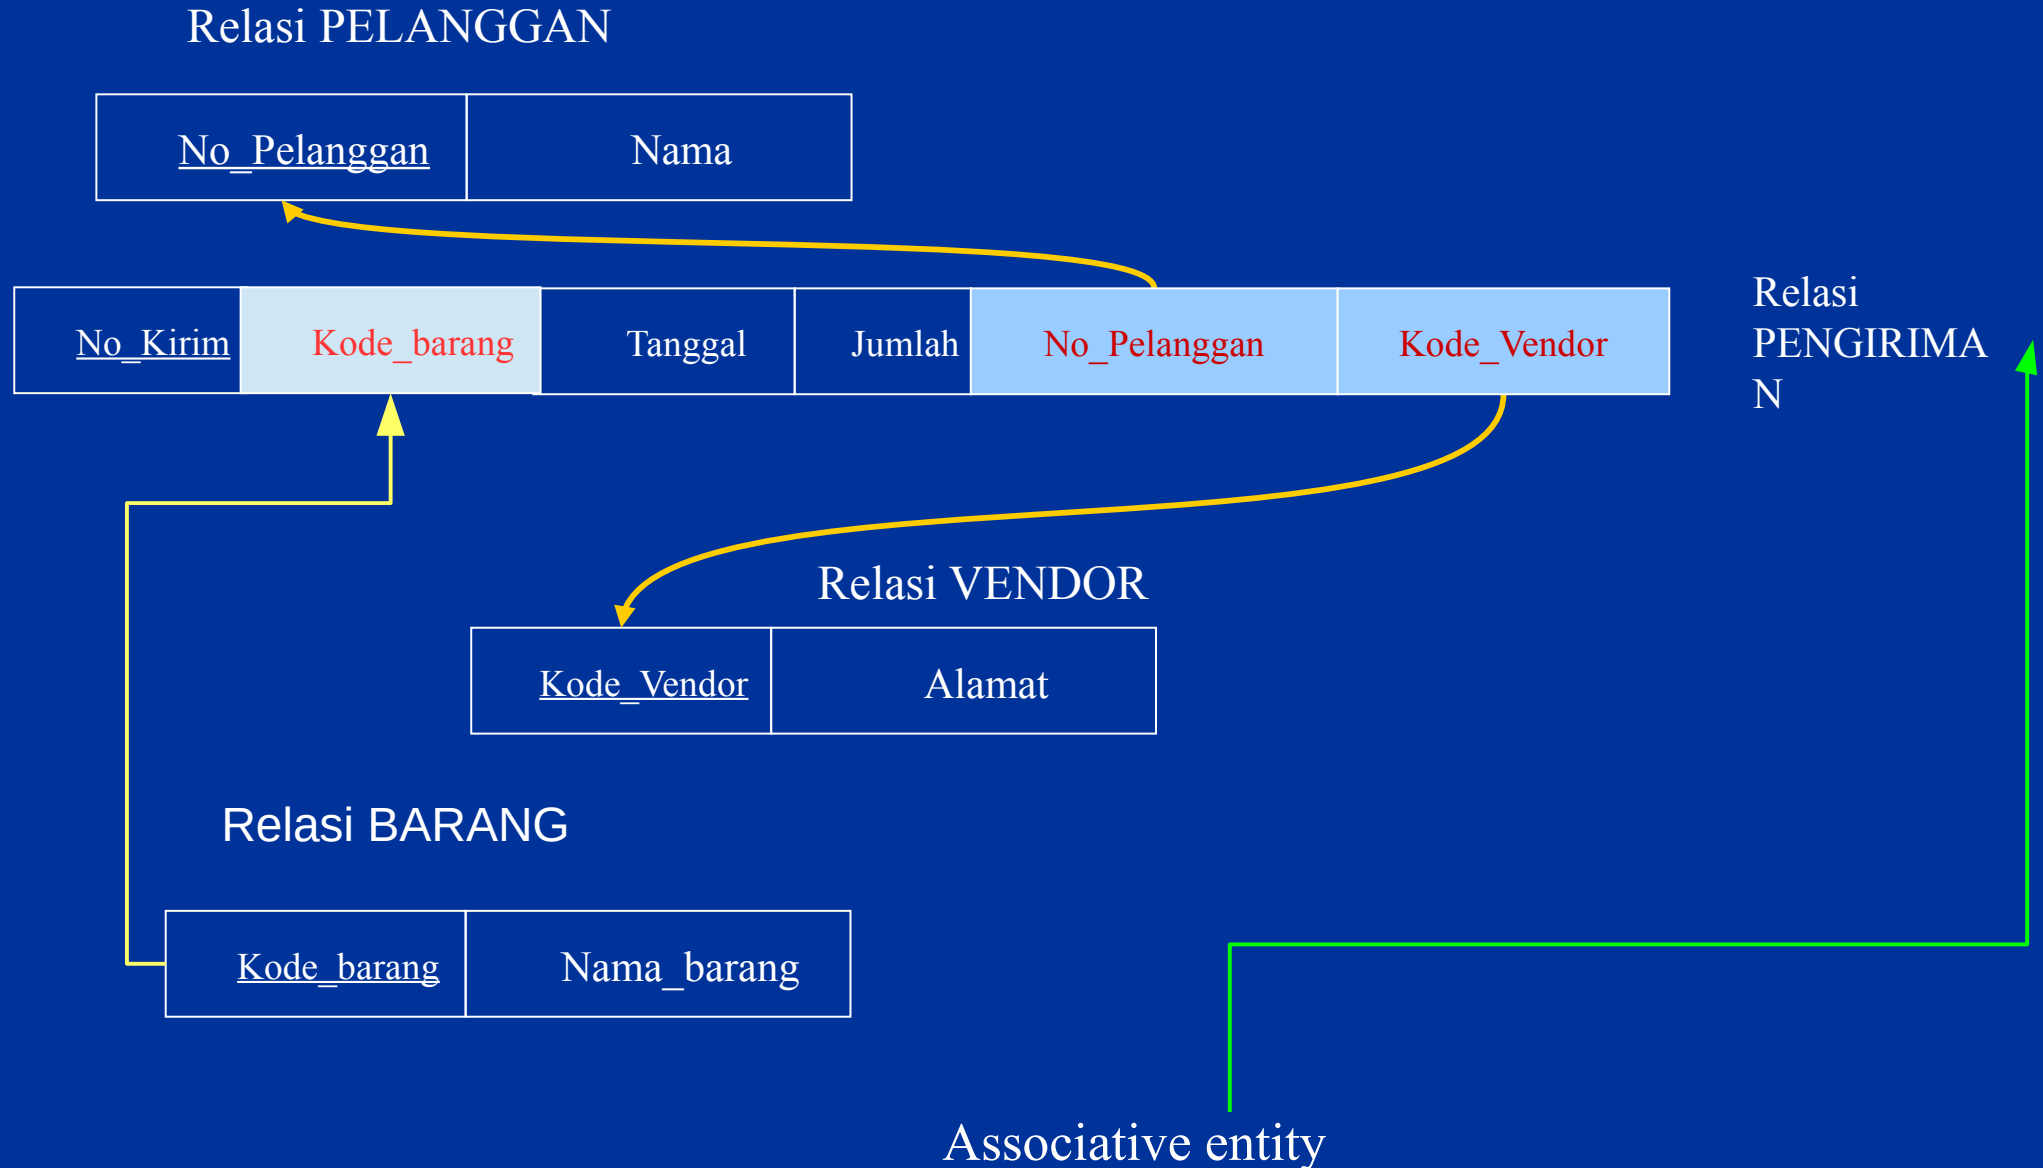 Relasi PELANGGAN
No_Pelanggan Nama
No_Kirim Kode_barang Tanggal Jumlah No_Pelanggan Kode_Vendor
Relasi
PENGIRIMA
N
Relasi VENDOR
Kode_Vendor Alamat
Relasi BARANG
Kode_barang Nama_barang
Associative entity